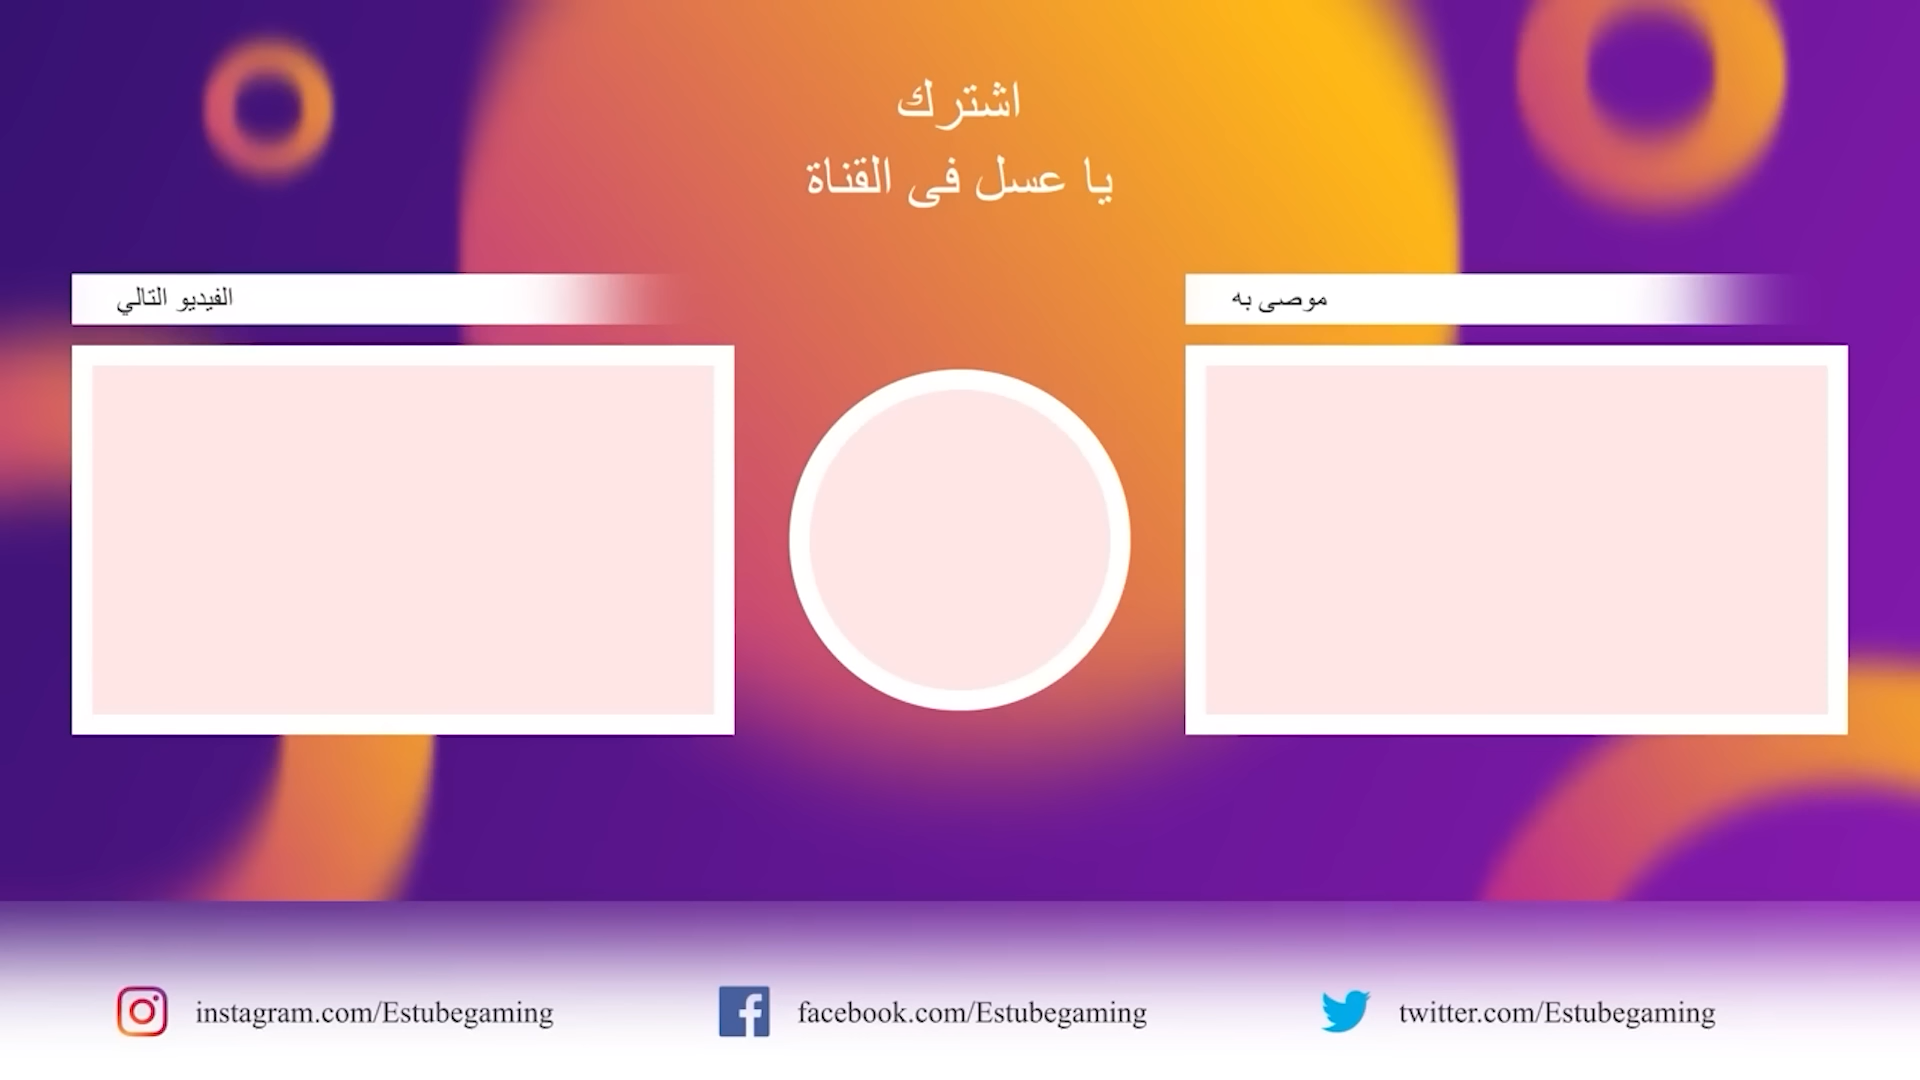 اشترك
يا عسل فى القناة
الفيديو التالي
موصى به
instagram.com/Estubegaming
facebook.com/Estubegaming
twitter.com/Estubegaming